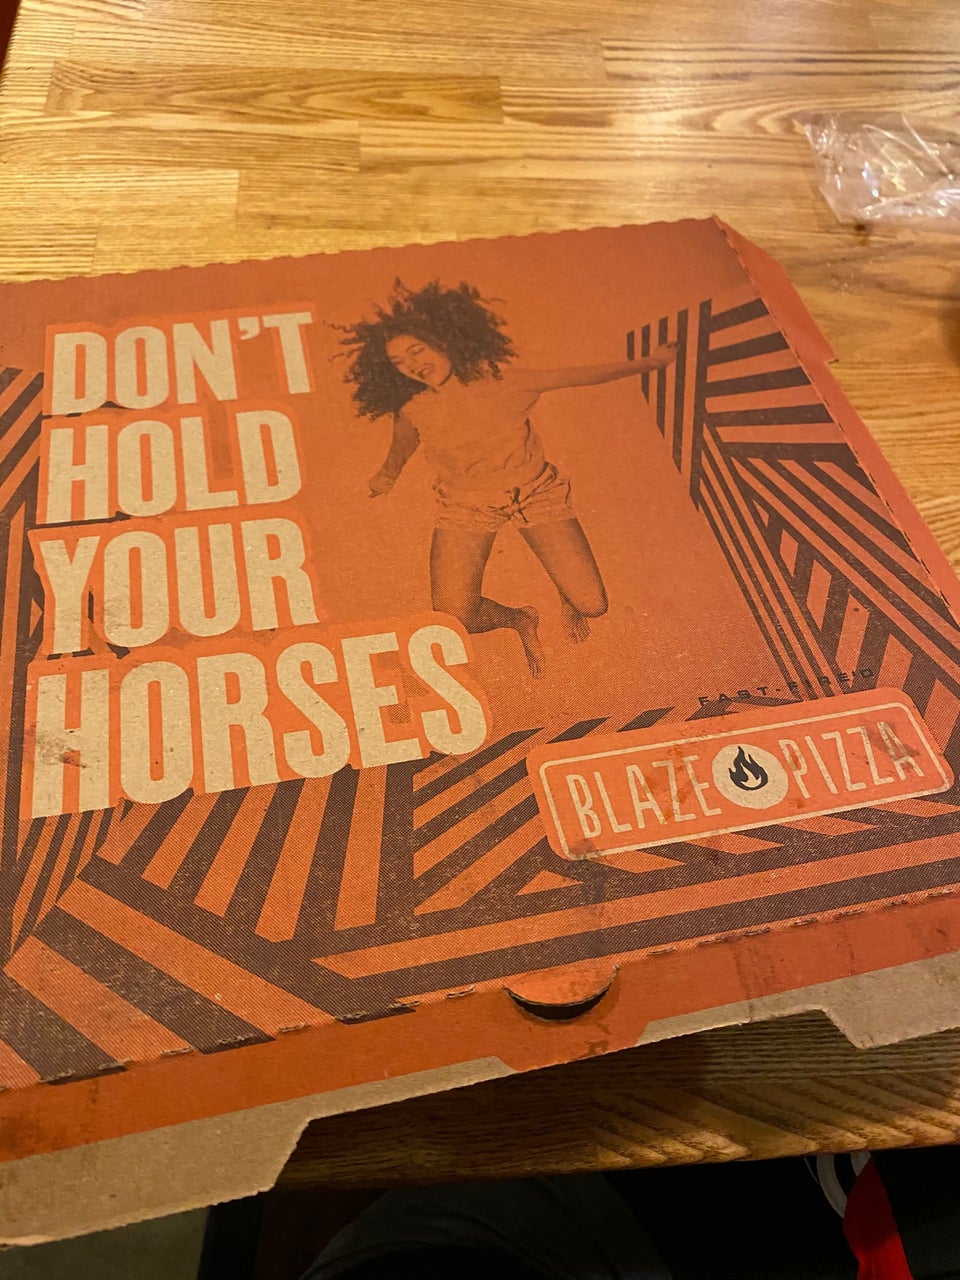 DON'T
HOLD
YOUR
HORSES
FAST-FIRE'D
BLAZE PIZZA